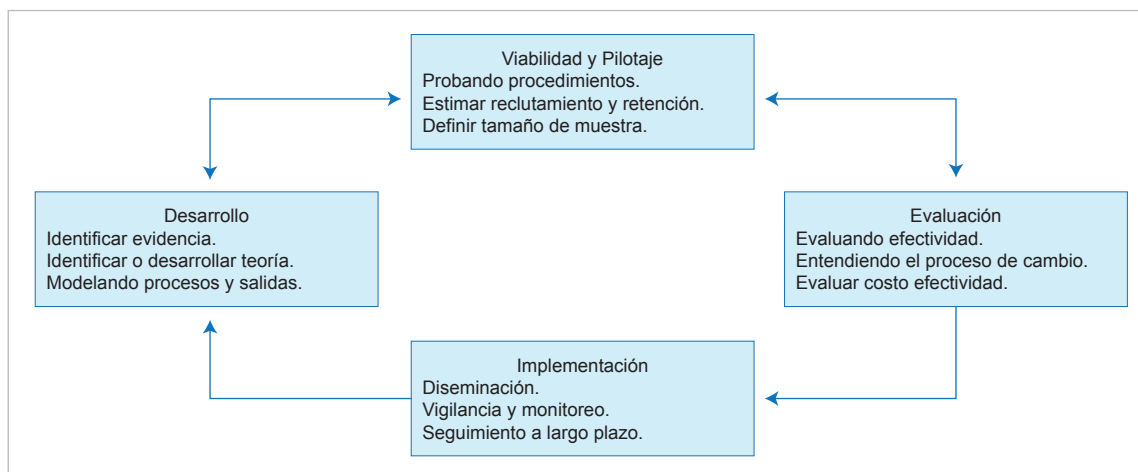 Viabilidad y Pilotaje
Probando procedimientos.
Estimar reclutamiento y retención.
Definir tamaño de muestra.
Desarrollo
Identificar evidencia.
Identificar o desarrollar teoría.
Modelando procesos y salidas.
Evaluación
Evaluando efectividad.
Entendiendo el proceso de cambio.
Evaluar costo efectividad.
Implementación
Diseminación.
Vigilancia y monitoreo.
Seguimiento a largo plazo.